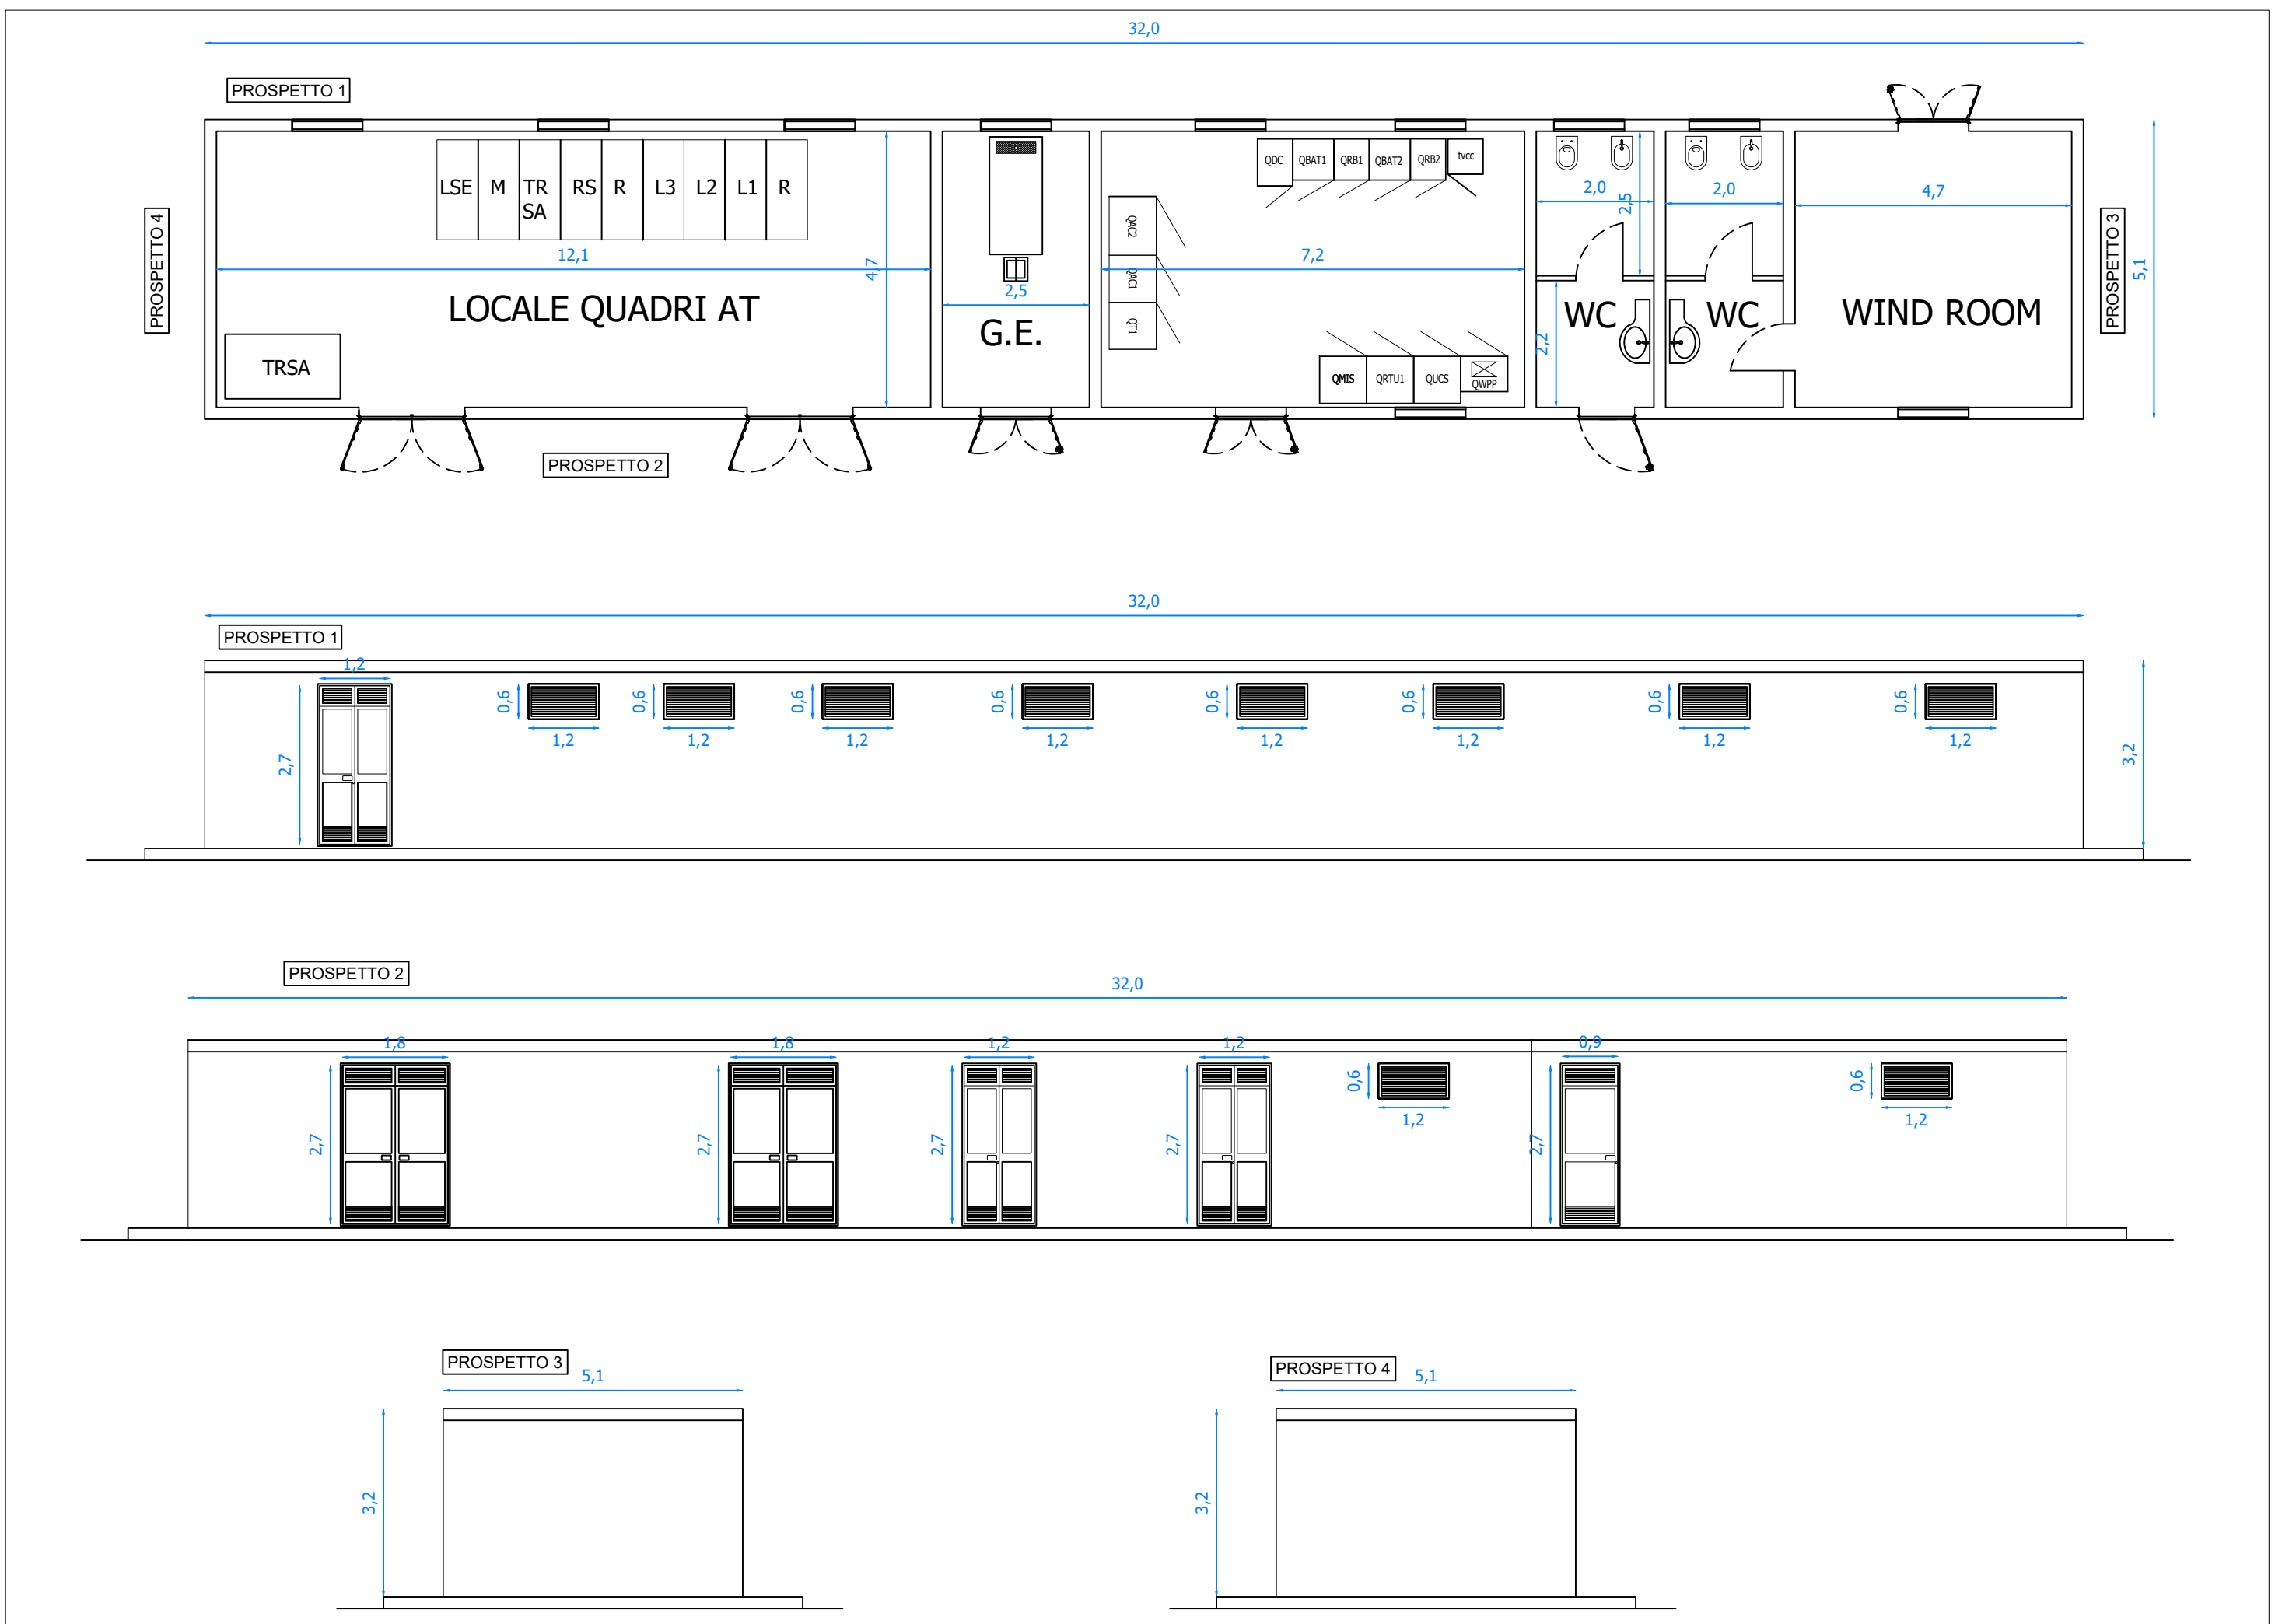 32,0
PROSPETTO 1
PROSPETTO 4
LSE M TR SA RS R L3 L2 L1 R
12,1
4,7
LOCALE QUADRI AT
TRSA
2,5
G.E.
QDC QBAT1 QRB1 QBAT2 QRB2 tvcc
QAC2
QAC1
QT1
7,2
QMIS QRTU1 QUCS QWPP
2,0
2,5
WC
2,2
2,0
WC
4,7
WIND ROOM
PROSPETTO 3
5,1
PROSPETTO 2
32,0
PROSPETTO 1
1,2
2,7
0,6 0,6 0,6 0,6 0,6 0,6 0,6 0,6
1,2 1,2 1,2 1,2 1,2 1,2 1,2 1,2
3,2
PROSPETTO 2
32,0
1,8 1,8 1,2 1,2 0,9
0,6 0,6
1,2 1,2
2,7 2,7 2,7 2,7 2,7
PROSPETTO 3
5,1
3,2
PROSPETTO 4
5,1
3,2